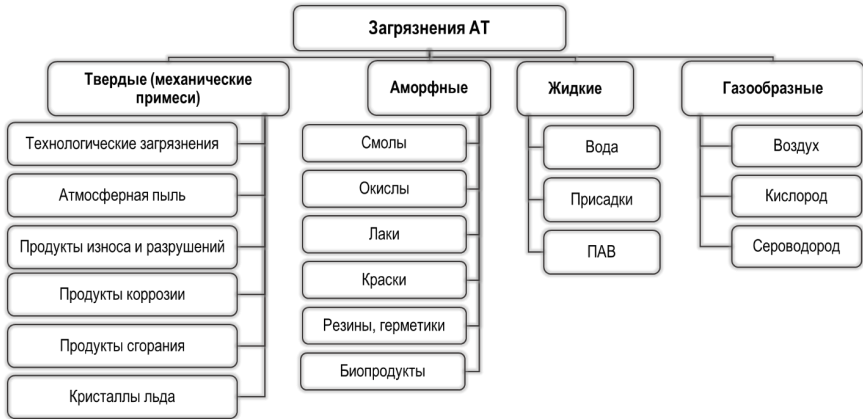 Загрязнения АТ
Твердые (механические
примеси)
Технологические загрязнения
Атмосферная пыль
Продукты износа и разрушений
Продукты коррозии
Продукты сгорания
Кристаллы льда
Аморфные
Смолы
Окислы
Лаки
Краски
Резины, герметики
Биопродукты
Жидкие
Вода
Присадки
ПАВ
Газообразные
Воздух
Кислород
Сероводород